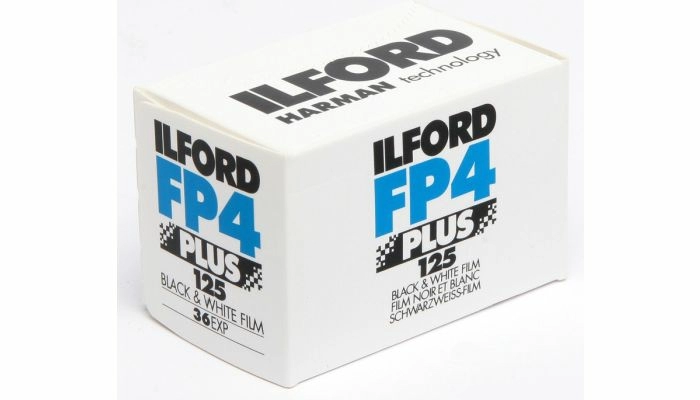 ILFORD
HARMAN technology
ILFORD
FP4
PLUS
125
BLACK & WHITE FILM
36EXP
ILFORD
FP4
PLUS
125
BLACK & WHITE FILM
FILM NOIR ET BLANC
SCHWARZWEISS-FILM